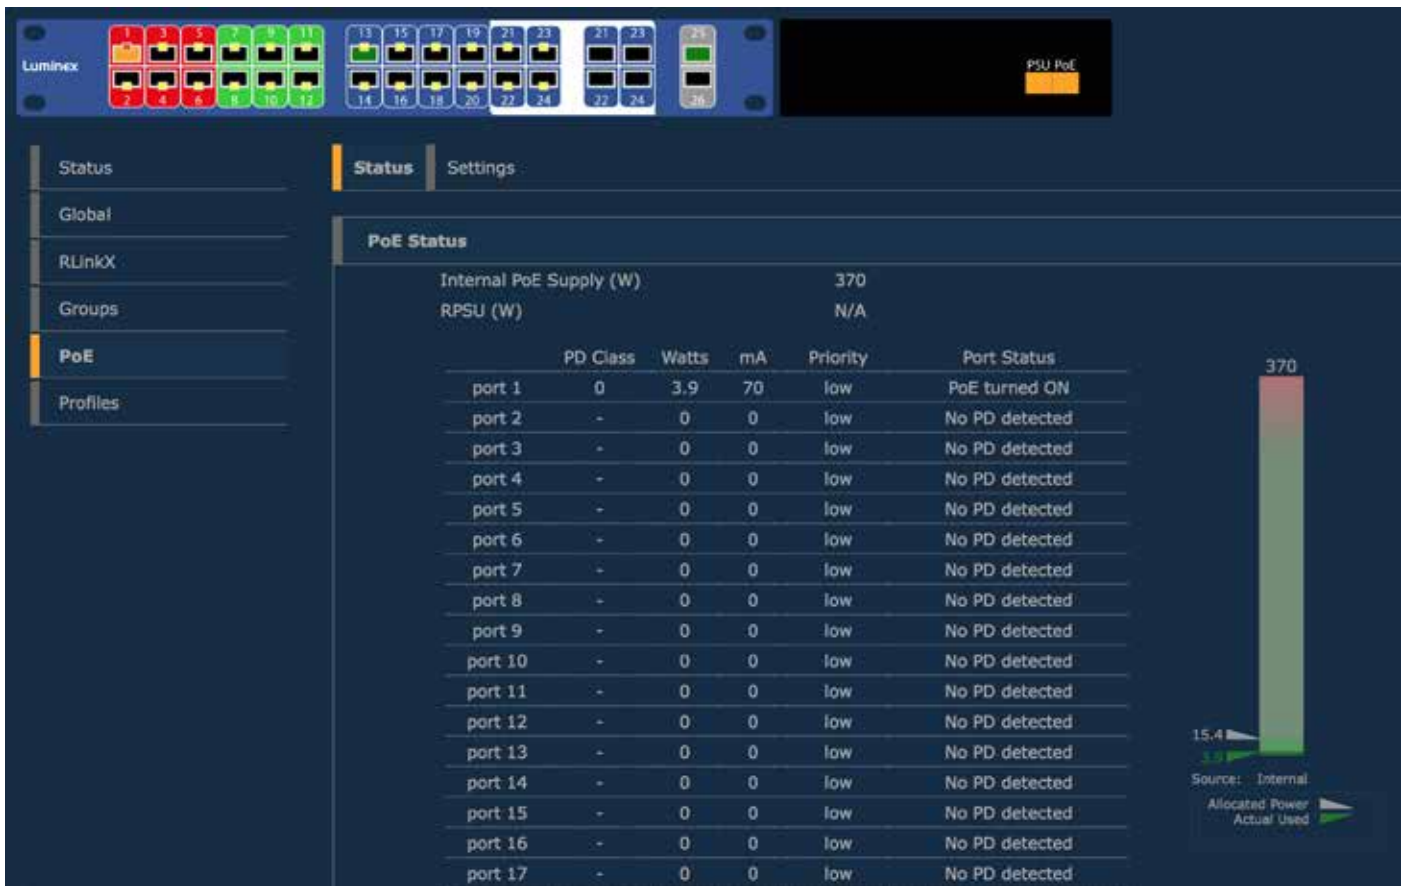 1 3 5 7 9 11 13 15 17 19 21 23 21 23 25
Luminex
PSU PoE
2 4 6 8 10 12 14 16 18 20 22 24 22 24 26
Status
Global
RLinkX
Groups
PoE
Profiles
Status Settings
PoE Status
Internal PoE Supply (W) 370
RPSU (W) N/A
PD Class Watts mA Priority Port Status
port 1 0 3.9 70 low PoE turned ON
port 2 - 0 0 low No PD detected
port 3 - 0 0 low No PD detected
port 4 - 0 0 low No PD detected
port 5 - 0 0 low No PD detected
port 6 - 0 0 low No PD detected
port 7 - 0 0 low No PD detected
port 8 - 0 0 low No PD detected
port 9 - 0 0 low No PD detected
port 10 - 0 0 low No PD detected
port 11 - 0 0 low No PD detected
port 12 - 0 0 low No PD detected
port 13 - 0 0 low No PD detected
port 14 - 0 0 low No PD detected
port 15 - 0 0 low No PD detected
port 16 - 0 0 low No PD detected
port 17 - 0 0 low No PD detected
370
15.4
3.9
Source: Internal
Allocated Power
Actual Used